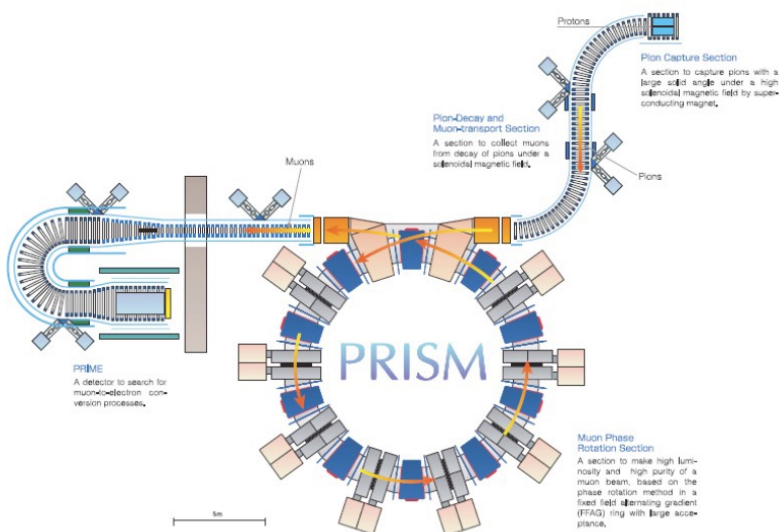 Protons
Pion Capture Section
A section to capture pions with a
large solid angle under a high
solenoidal magnetic field by super-
conducting magnet.
Pion-Decay and
Muon-transport Section
A section to collect muons
from decay of pions under a
solenoidal magnetic field.
Muons
Pions
PRISM
PRIME
A detector to search for
muon-to-electron con-
version processes.
Muon Phase
Rotation Section
A section to make high lumi-
nosity and high purity of a
muon beam, based on the
phase rotation method in a
fixed field alternating gradient
(FFAG) ring with large acce-
ptance.
5m